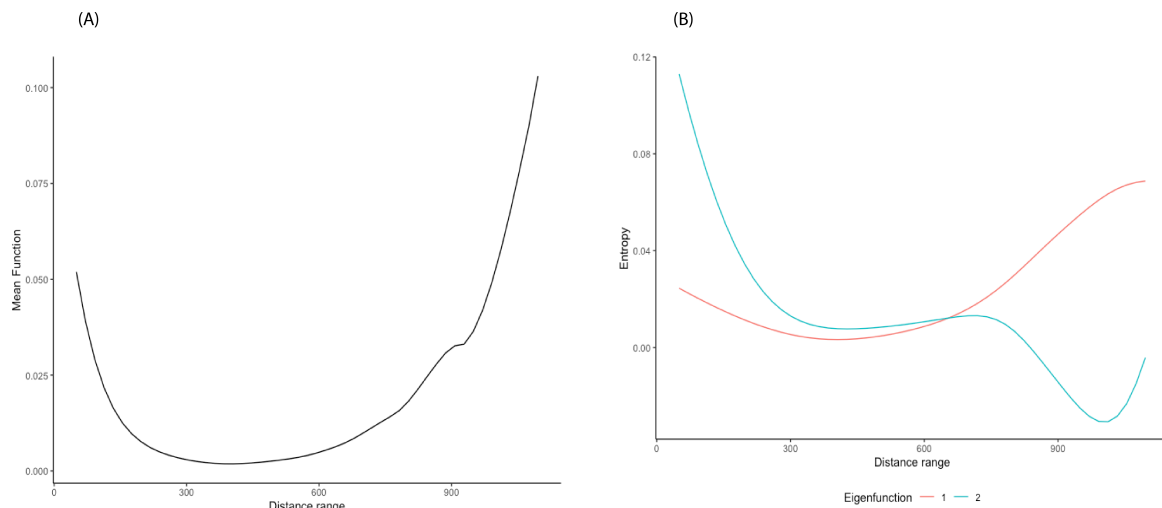 (A)
(B)
Mean Function
0.100
0.075
0.050
0.025
0.000
0
300
600
900
Distance range
Entropy
0.12
0.08
0.04
0.00
0
300
600
900
Distance range
Eigenfunction 1 2